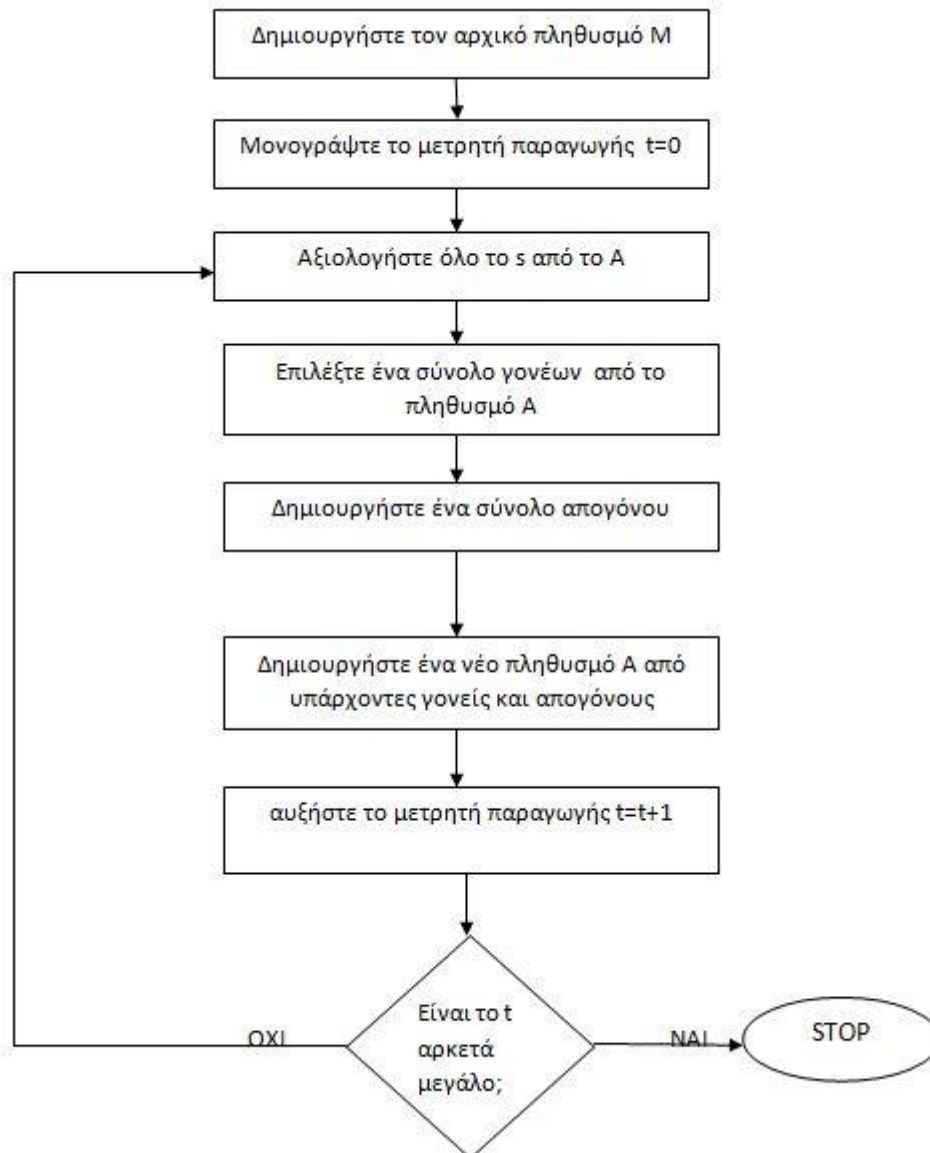 Δημιουργήστε τον αρχικό πληθυσμό Μ
Μονογράψτε το μετρητή παραγωγής t=0
Αξιολογήστε όλο το s από το Α
Επιλέξτε ένα σύνολο γονέων από το
πληθυσμό Α
Δημιουργήστε ένα σύνολο απογόνου
Δημιουργήστε ένα νέο πληθυσμό Α από
υπάρχοντες γονείς και απογόνους
αυξήστε το μετρητή παραγωγής t=t+1
Είναι το t
αρκετά
μεγάλο;
ΟΧΙ
ΝΑΙ
STOP